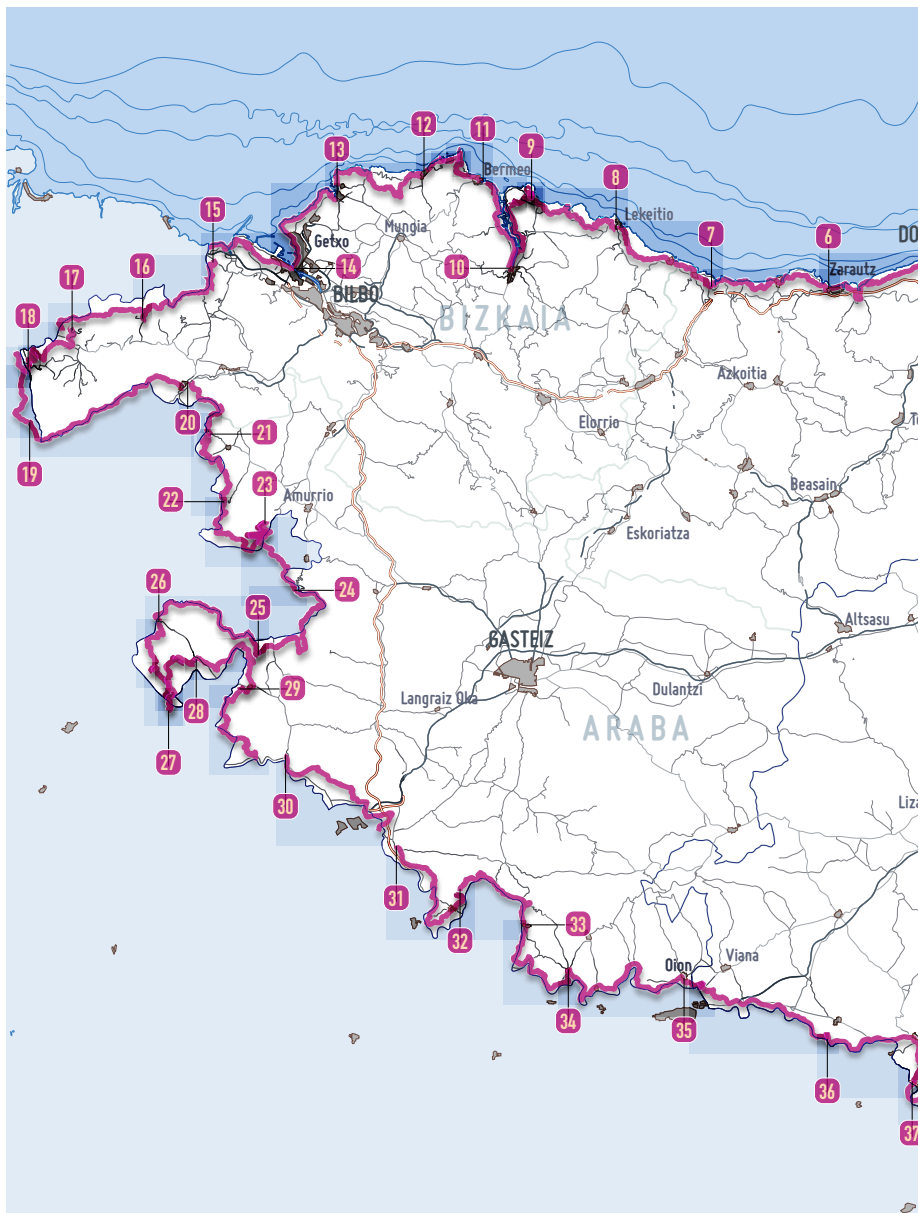 12
11
13
9
Bermeo
8
15
Lekeitio
Getxo
Mungia
DO
7
6
16
14
10
Zarautz
17
BILBO
BIZKAIA
18
Azkoitia
20
Elorrio
21
To
19
23
22
Amurrio
Beasain
Eskoriatza
24
26
25
GASTEIZ
Altsasu
29
Dulantzi
28
Langraiz Oka
ARABA
27
30
Liza
31
32
33
Oion
Viana
34
35
36
37